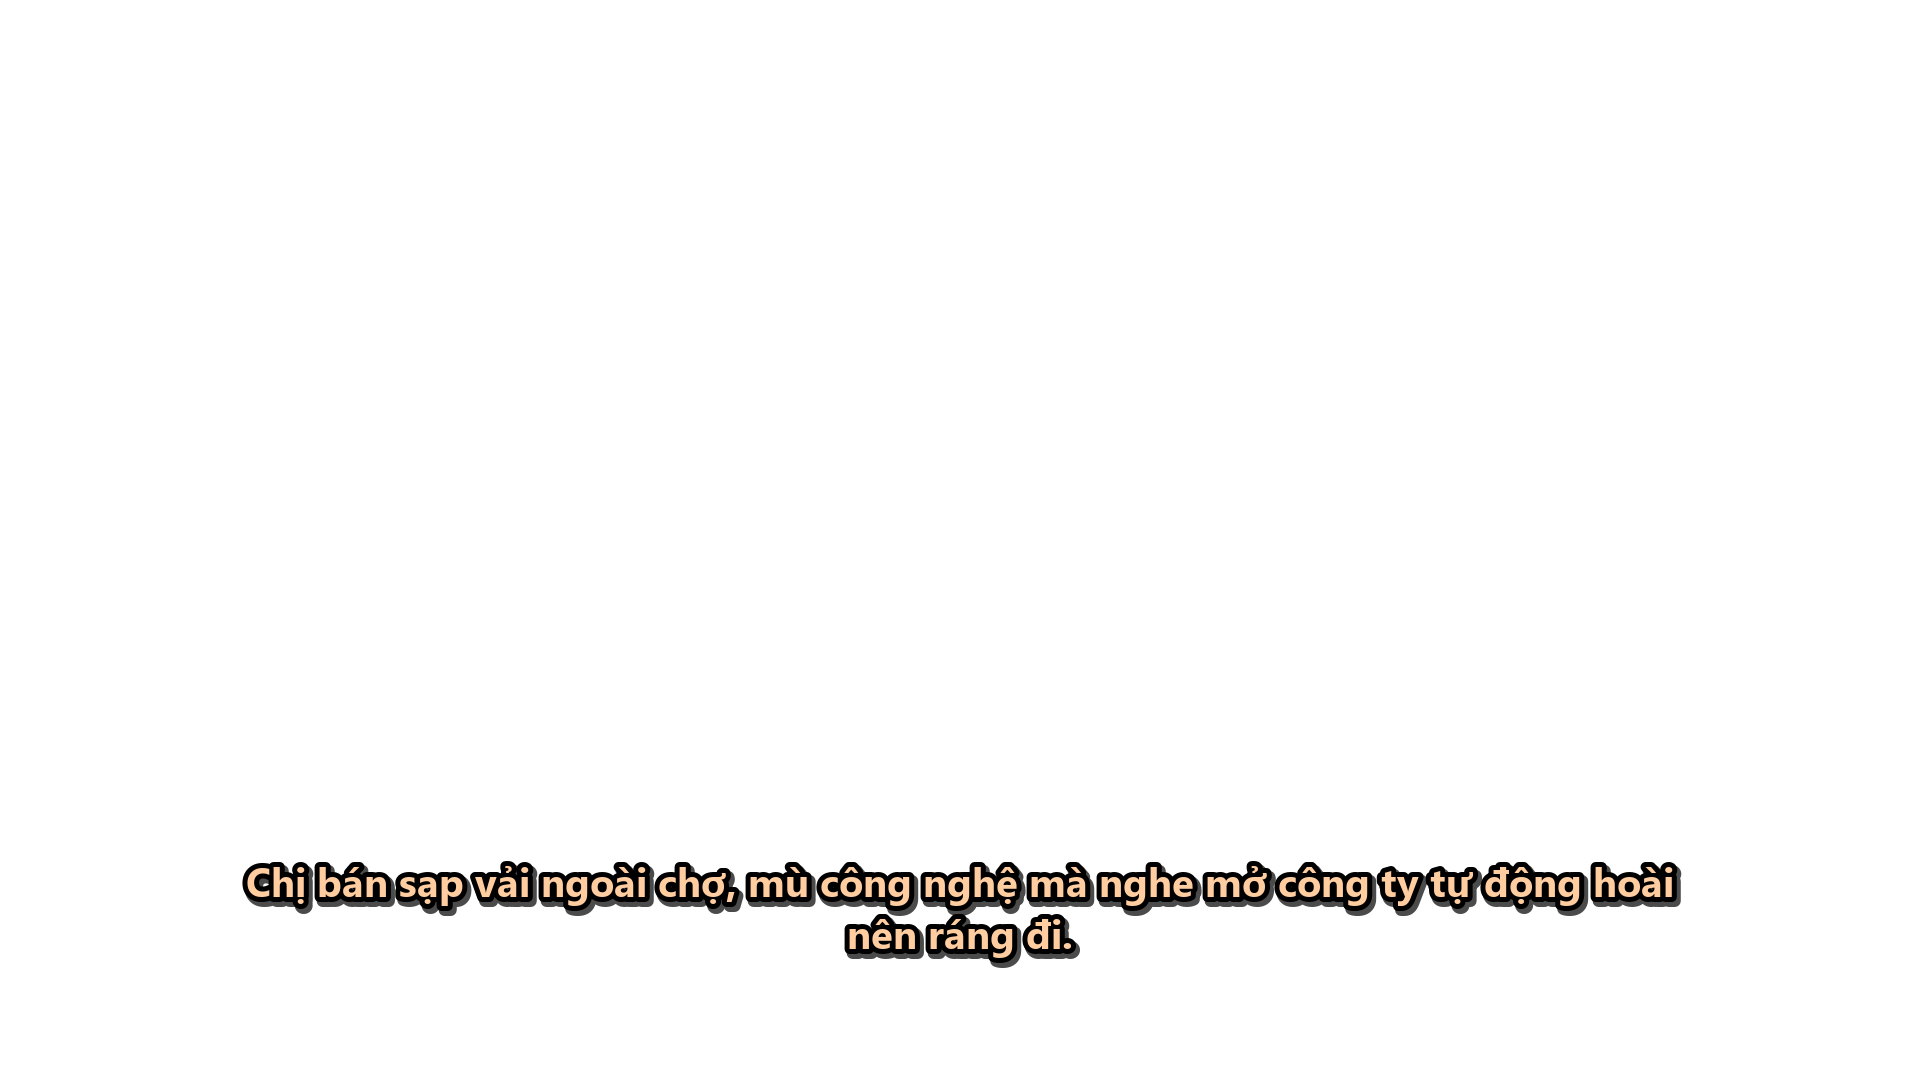 Chị bán sạp vải ngoài chợ, mù công nghệ mà nghe mở công ty tự động hoài
nên ráng đi.